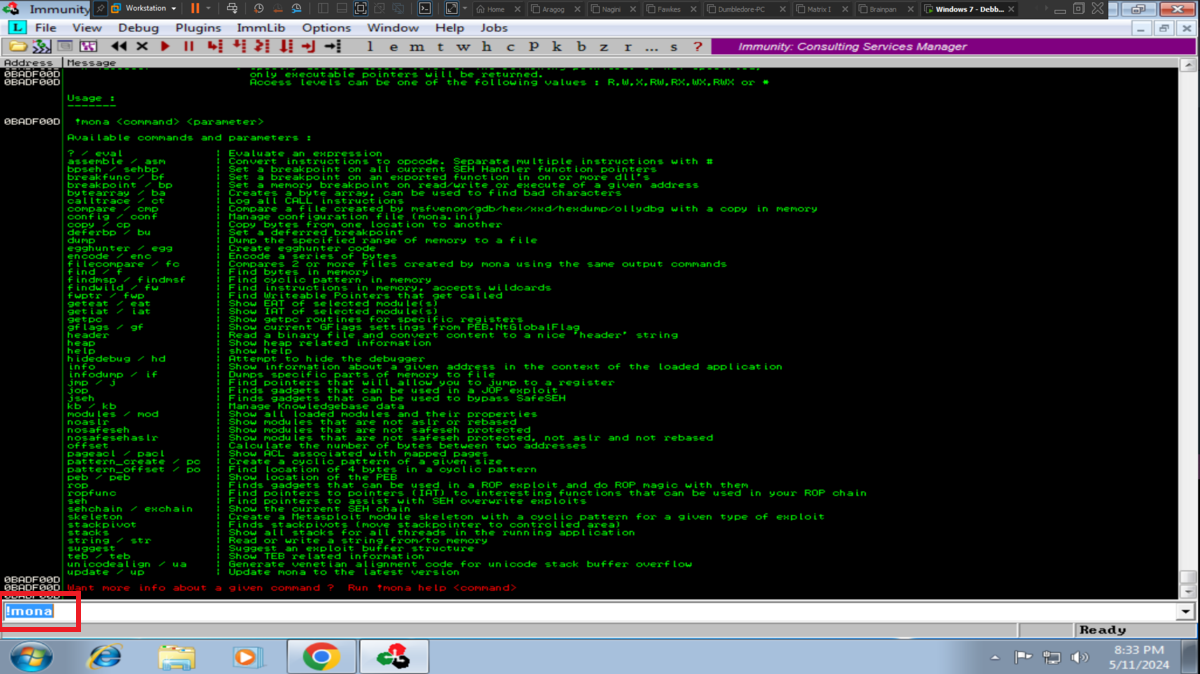 Immunity
Workstation
Home
Aragog
Nagini
Fawkes
Dumbledore-PC
Matrix I
Brainpan
Windows 7 - Debb...
File View Debug Plugins ImmLib Options Window Help Jobs
l e m t w h c P k b z r ... s ?
Immunity: Consulting Services Manager
Address Message
0BADF00D only executable pointers will be returned.
0BADF00D Access levels can be one of the following values : R,W,X,RW,RX,WX,RWX or *
Usage :
-------
0BADF00D !mona <command> <parameter>
Available commands and parameters :
? / eval | Evaluate an expression
assemble / asm | Convert instructions to opcode. Separate multiple instructions with #
bpseh / sehbp | Set a breakpoint on all current SEH Handler function pointers
breakfunc / bf | Set a breakpoint on an exported function in on or more dll's
breakpoint / bp | Set a memory breakpoint on read/write or execute of a given address
bytearray / ba | Creates a byte array, can be used to find bad characters
calltrace / ct | Log all CALL instructions
compare / cmp | Compare a file created by msfvenom/gdb/hex/xxd/hexdump/ollydbg with a copy in memory
config / conf | Manage configuration file (mona.ini)
copy / cp | Copy bytes from one location to another
deferbp / bu | Set a deferred breakpoint
dump | Dump the specified range of memory to a file
egghunter / egg | Create egghunter code
encode / enc | Encode a series of bytes
filecompare / fc | Compares 2 or more files created by mona using the same output commands
find / f | Find bytes in memory
findmsp / findmsf | Find cyclic pattern in memory
findwild / fw | Find instructions in memory, accepts wildcards
fwptr / fwp | Find Writeable Pointers that get called
geteat / eat | Show EAT of selected module(s)
getiat / iat | Show IAT of selected module(s)
getpc | Show getpc routines for specific registers
gflags / gf | Show current GFlags settings from PEB.NtGlobalFlag
header | Read a binary file and convert content to a nice 'header' string
heap | Show heap related information
help | show help
hidedebug / hd | Attempt to hide the debugger
info | Show information about a given address in the context of the loaded application
infodump / if | Dumps specific parts of memory to file
jmp / j | Find pointers that will allow you to jump to a register
jop | Finds gadgets that can be used in a JOP exploit
jseh | Finds gadgets that can be used to bypass SafeSEH
kb / kb | Manage Knowledgebase data
modules / mod | Show all loaded modules and their properties
noaslr | Show modules that are not aslr or rebased
nosafeseh | Show modules that are not safeseh protected
nosafesehaslr | Show modules that are not safeseh protected, not aslr and not rebased
offset | Calculate the number of bytes between two addresses
pageacl / pacl | Show ACL associated with mapped pages
pattern_create / pc | Create a cyclic pattern of a given size
pattern_offset / po | Find location of 4 bytes in a cyclic pattern
peb / peb | Show location of the PEB
rop | Finds gadgets that can be used in a ROP exploit and do ROP magic with them
ropfunc | Find pointers to pointers (IAT) to interesting functions that can be used in your ROP chain
seh | Find pointers to assist with SEH overwrite exploits
sehchain / exchain | Show the current SEH chain
skeleton | Create a Metasploit module skeleton with a cyclic pattern for a given type of exploit
stackpivot | Finds stackpivots (move stackpointer to controlled area)
stacks | Show all stacks for all threads in the running application
string / str | Read or write a string from/to memory
suggest | Suggest an exploit buffer structure
teb / teb | Show TEB related information
unicodealign / ua | Generate venetian alignment code for unicode stack buffer overflow
update / up | Update mona to the latest version
0BADF00D
0BADF00D Want more info about a given command ? Run !mona help <command>
0BADF00D
!mona
Ready
8:33 PM
5/11/2024